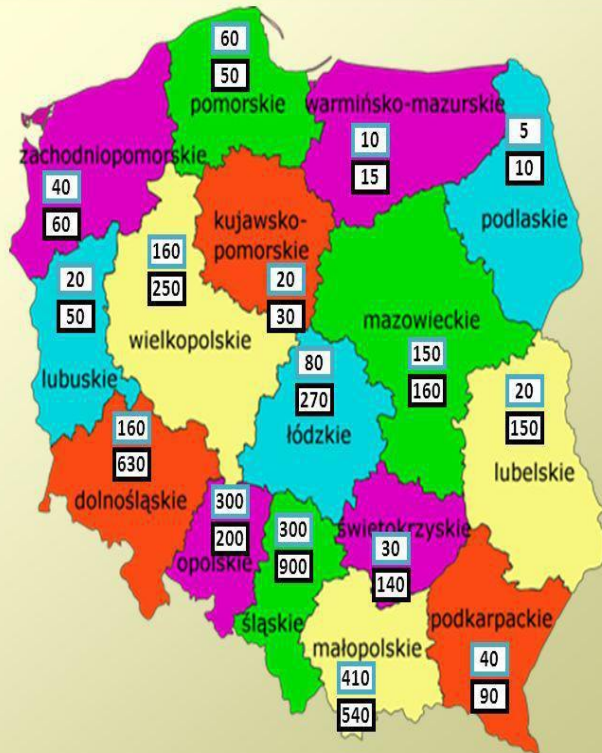 60
50
pomorskie
warmińsko-mazurskie
10
15
5
10
podlaskie
zachodniopomorskie
40
60
kujawsko-
pomorskie
20
30
160
250
wielkopolskie
20
50
lubuskie
mazowieckie
150
160
80
270
łódzkie
20
150
lubelskie
160
630
dolnośląskie
300
200
opolskie
300
900
śląskie
świętokrzyskie
30
140
małopolskie
410
540
podkarpackie
40
90